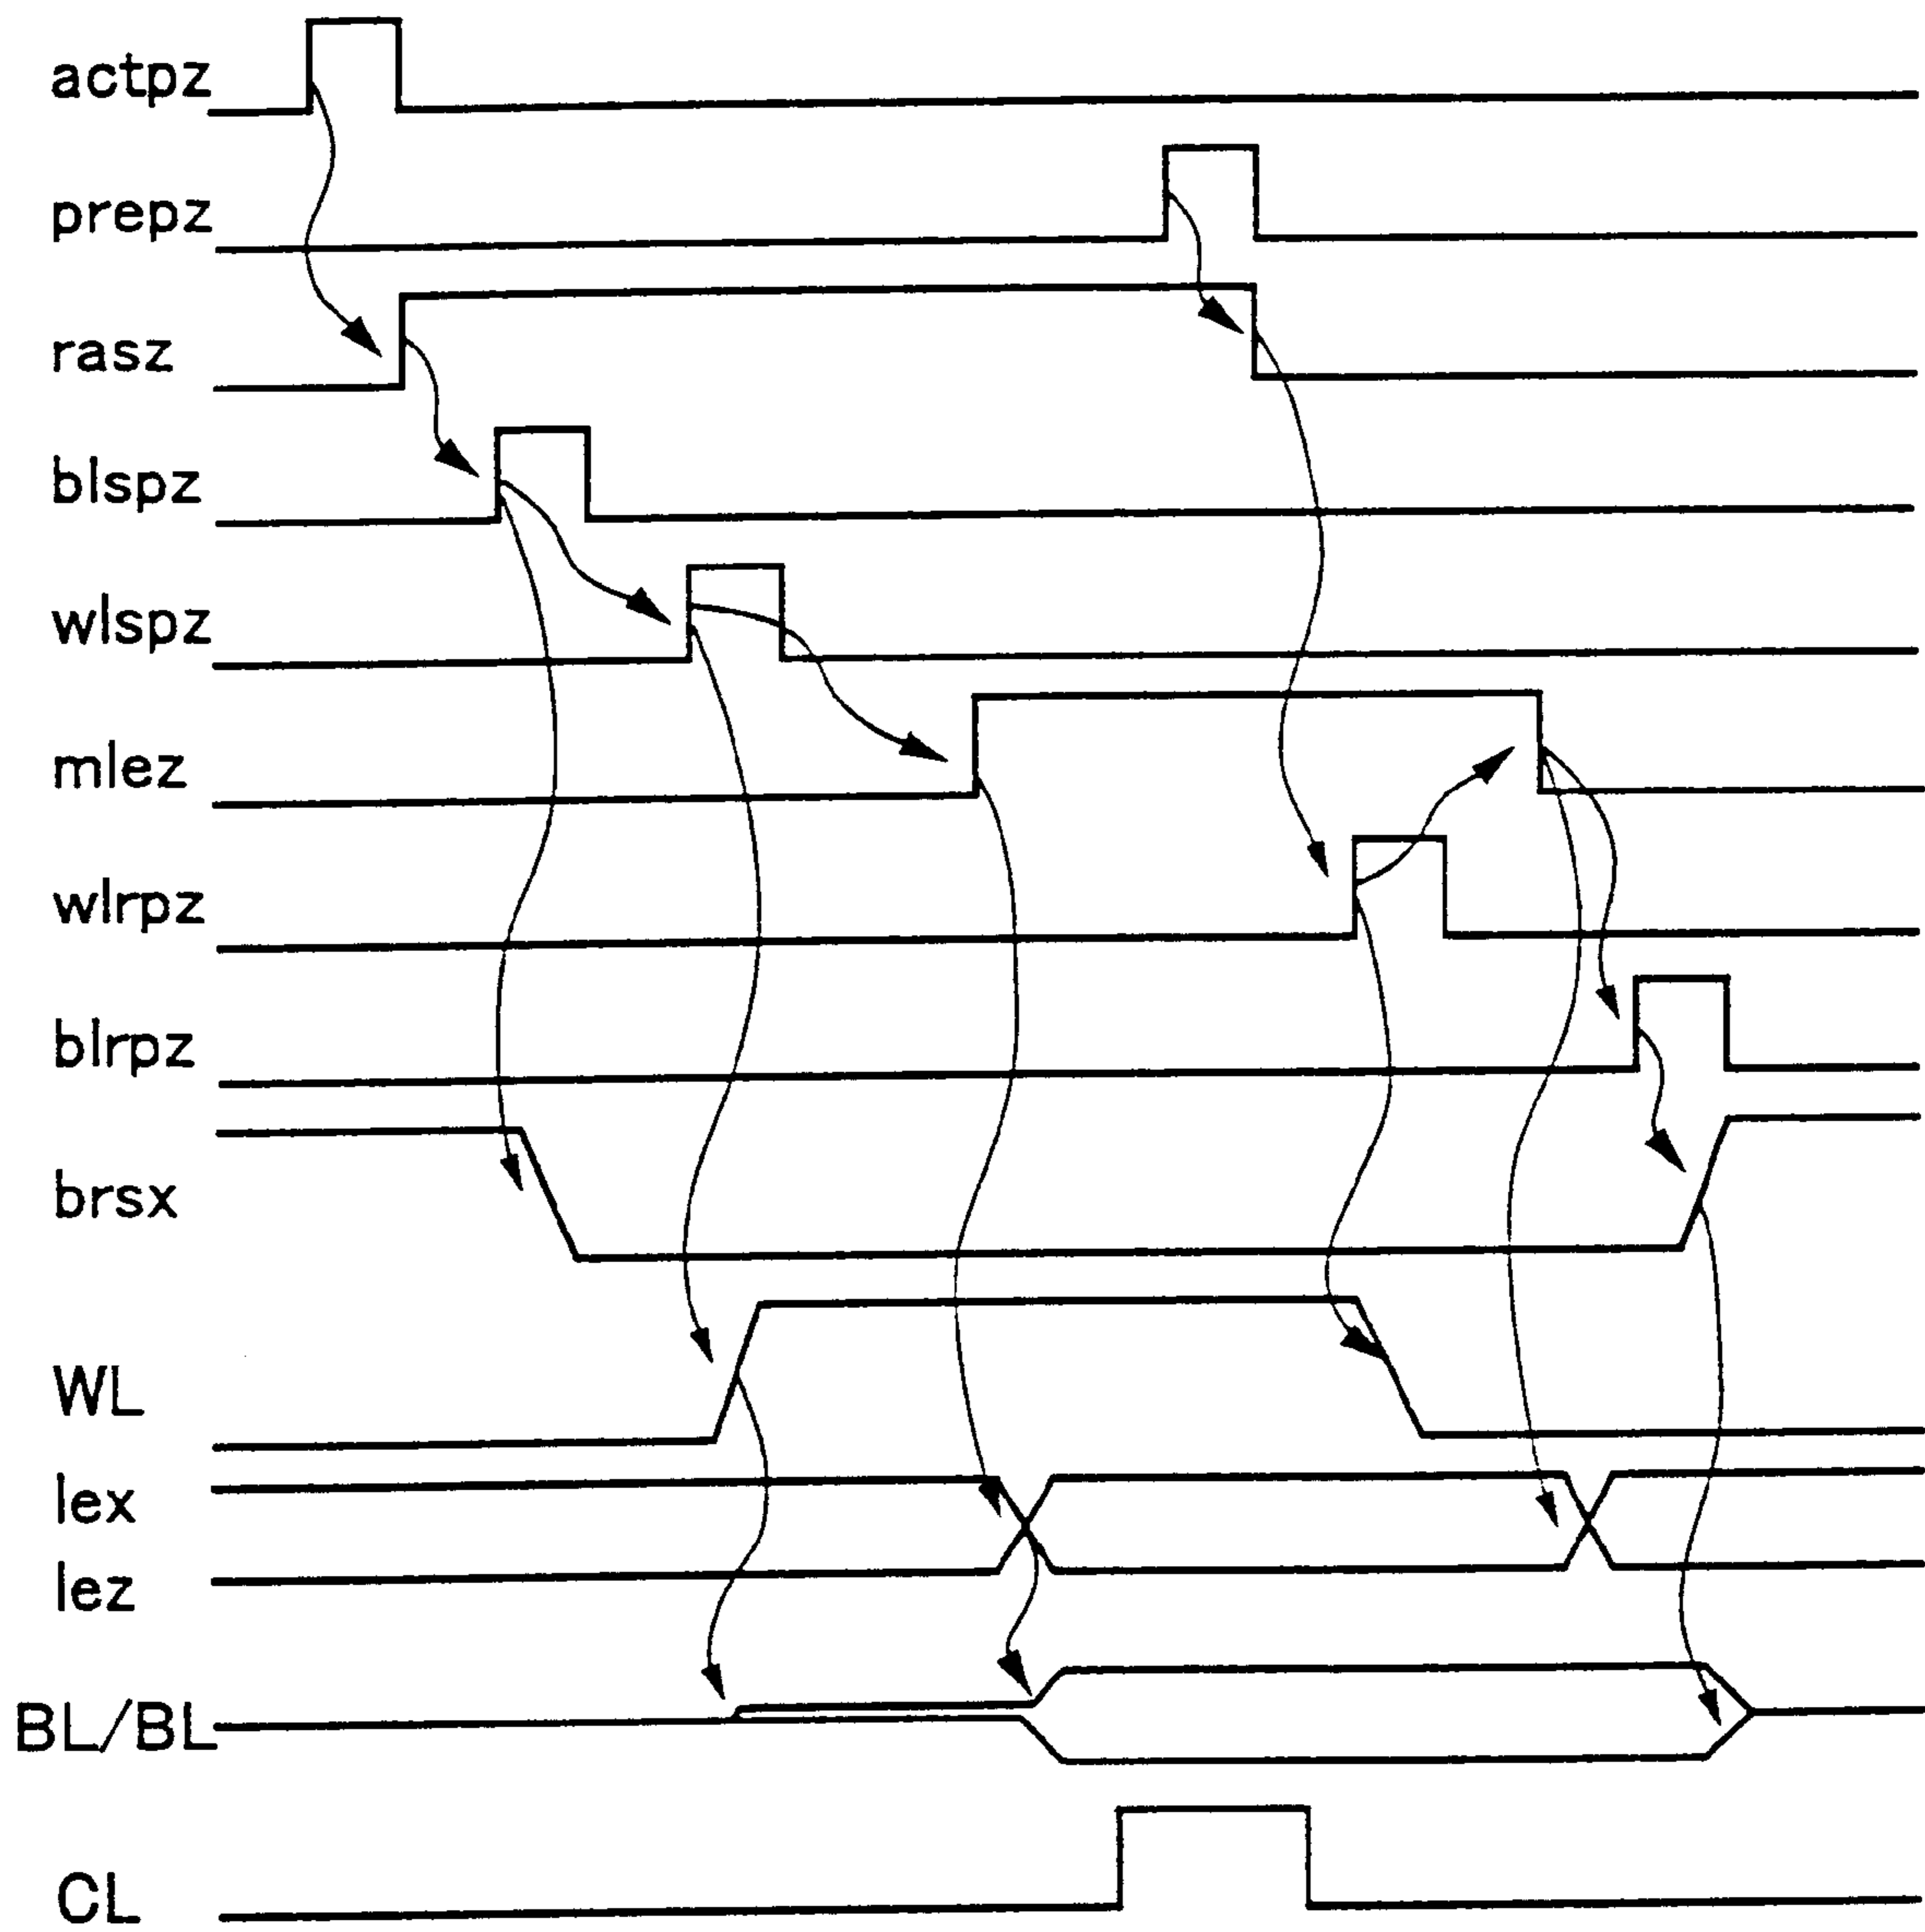 actpz
prepz
rasz
blspz
wlspz
mlez
wlrpz
blrpz
brsx
WL
lex
lez
BL/BL
CL